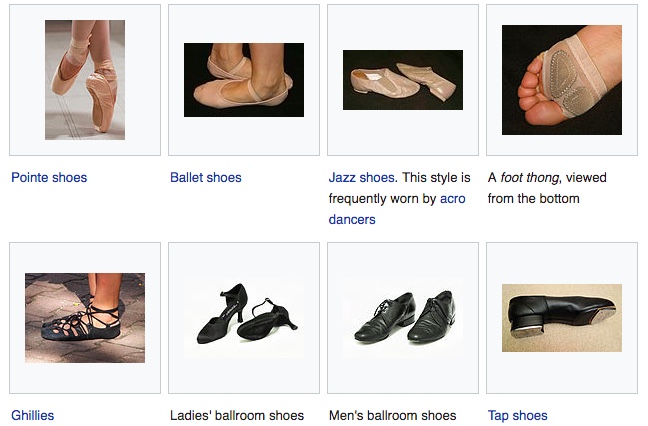 Pointe shoes
Ballet shoes
Jazz shoes. This style is
frequently worn by acro
dancers
A foot thong, viewed
from the bottom
Ghillies
Ladies' ballroom shoes
Men's ballroom shoes
Tap shoes